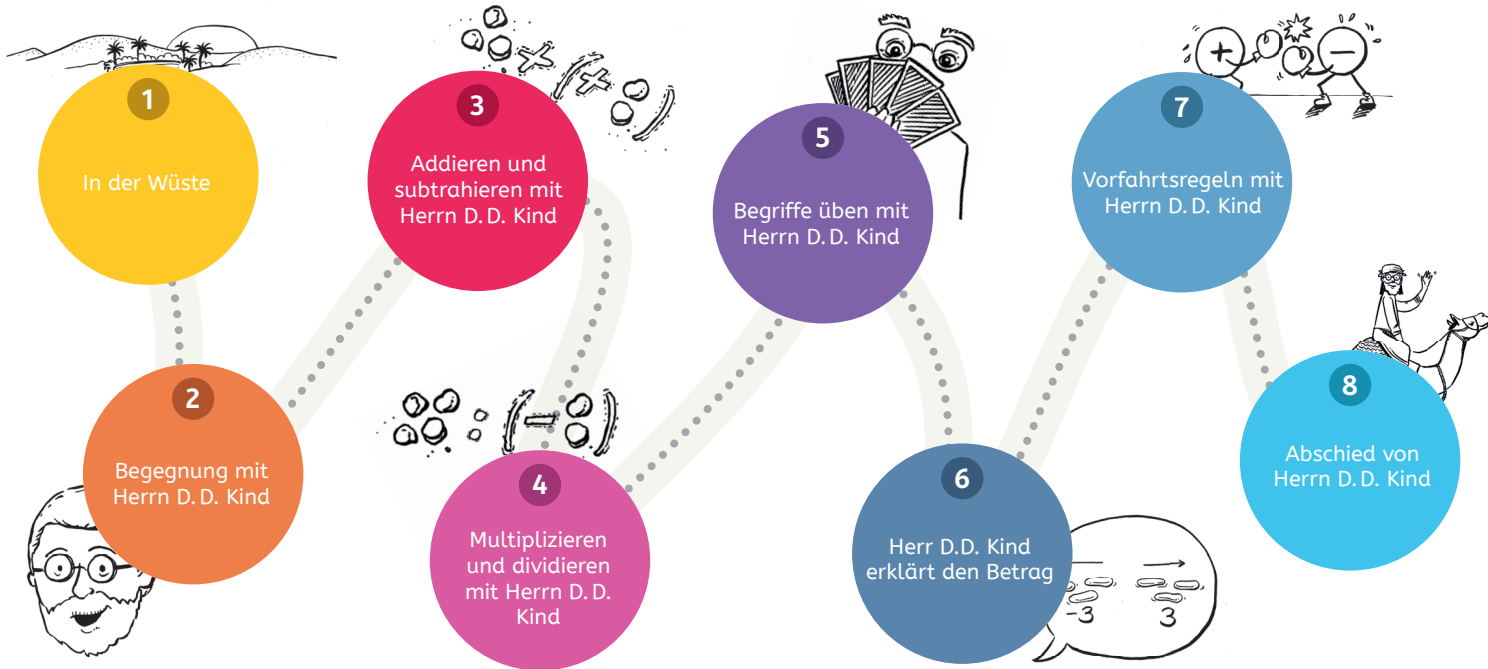 1
In der Wüste
2
Begegnung mit
Herrn D. D. Kind
3
Addieren und
subtrahieren mit
Herrn D. D. Kind
4
Multiplizieren
und dividieren
mit Herrn D. D.
Kind
5
Begriffe üben mit
Herrn D. D. Kind
6
Herr D.D. Kind
erklärt den Betrag
-3 3
7
Vorfahrtsregeln mit
Herrn D. D. Kind
+ −
8
Abschied von
Herrn D. D. Kind